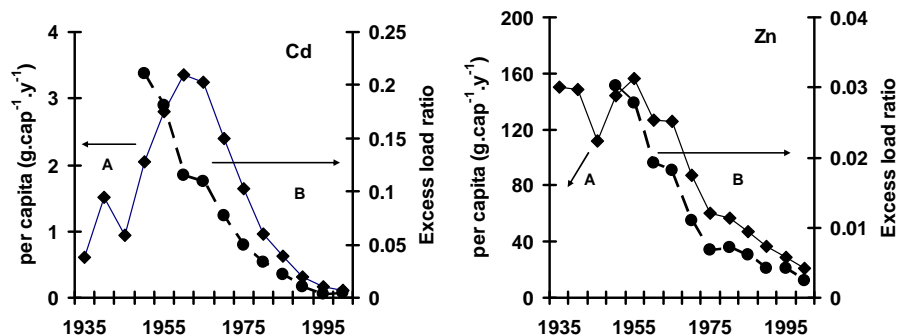 Cd
per capita (g.cap⁻¹.y⁻¹)
4
3
2
1
0
A
B
0.25
0.2
0.15
0.1
0.05
0
Excess load ratio
1935 1955 1975 1995
Zn
per capita (g.cap⁻¹.y⁻¹)
200
160
120
80
40
0
A
B
0.04
0.03
0.02
0.01
0
Excess load ratio
1935 1955 1975 1995